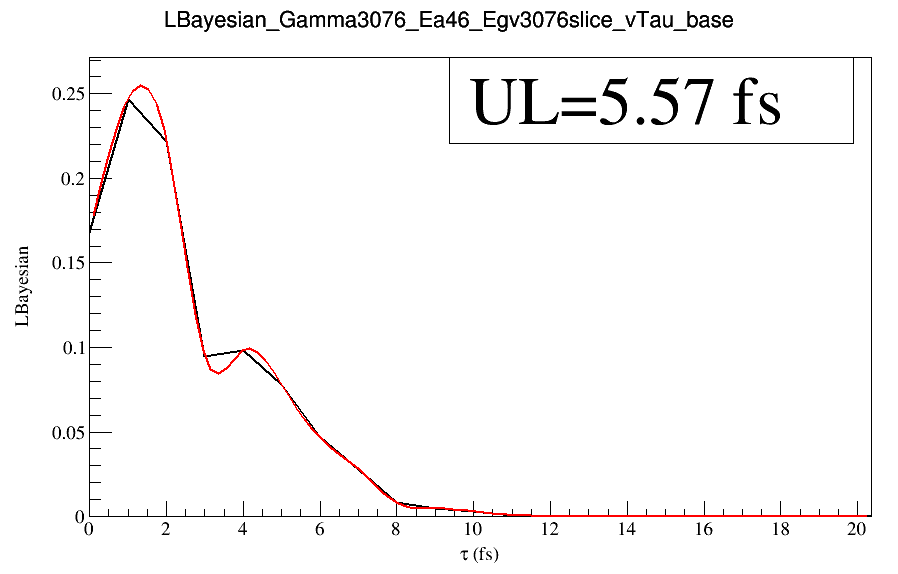 LBayesian_Gamma3076_Ea46_Egv3076slice_vTau_base
UL=5.57 fs
0.25
0.2
0.15
0.1
0.05
0
LBayesian
0 2 4 6 8 10 12 14 16 18 20
τ (fs)